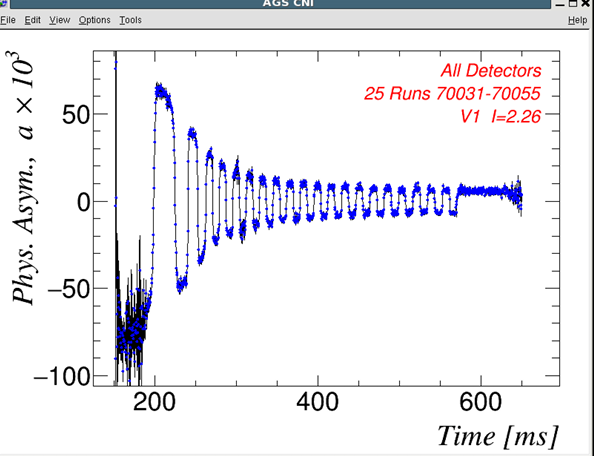 AGS CNI
File Edit View Options Tools Help
Phys. Asym., a × 10³
All Detectors
25 Runs 70031-70055
V1 I=2.26
50
0
−50
−100
200 400 600
Time [ms]